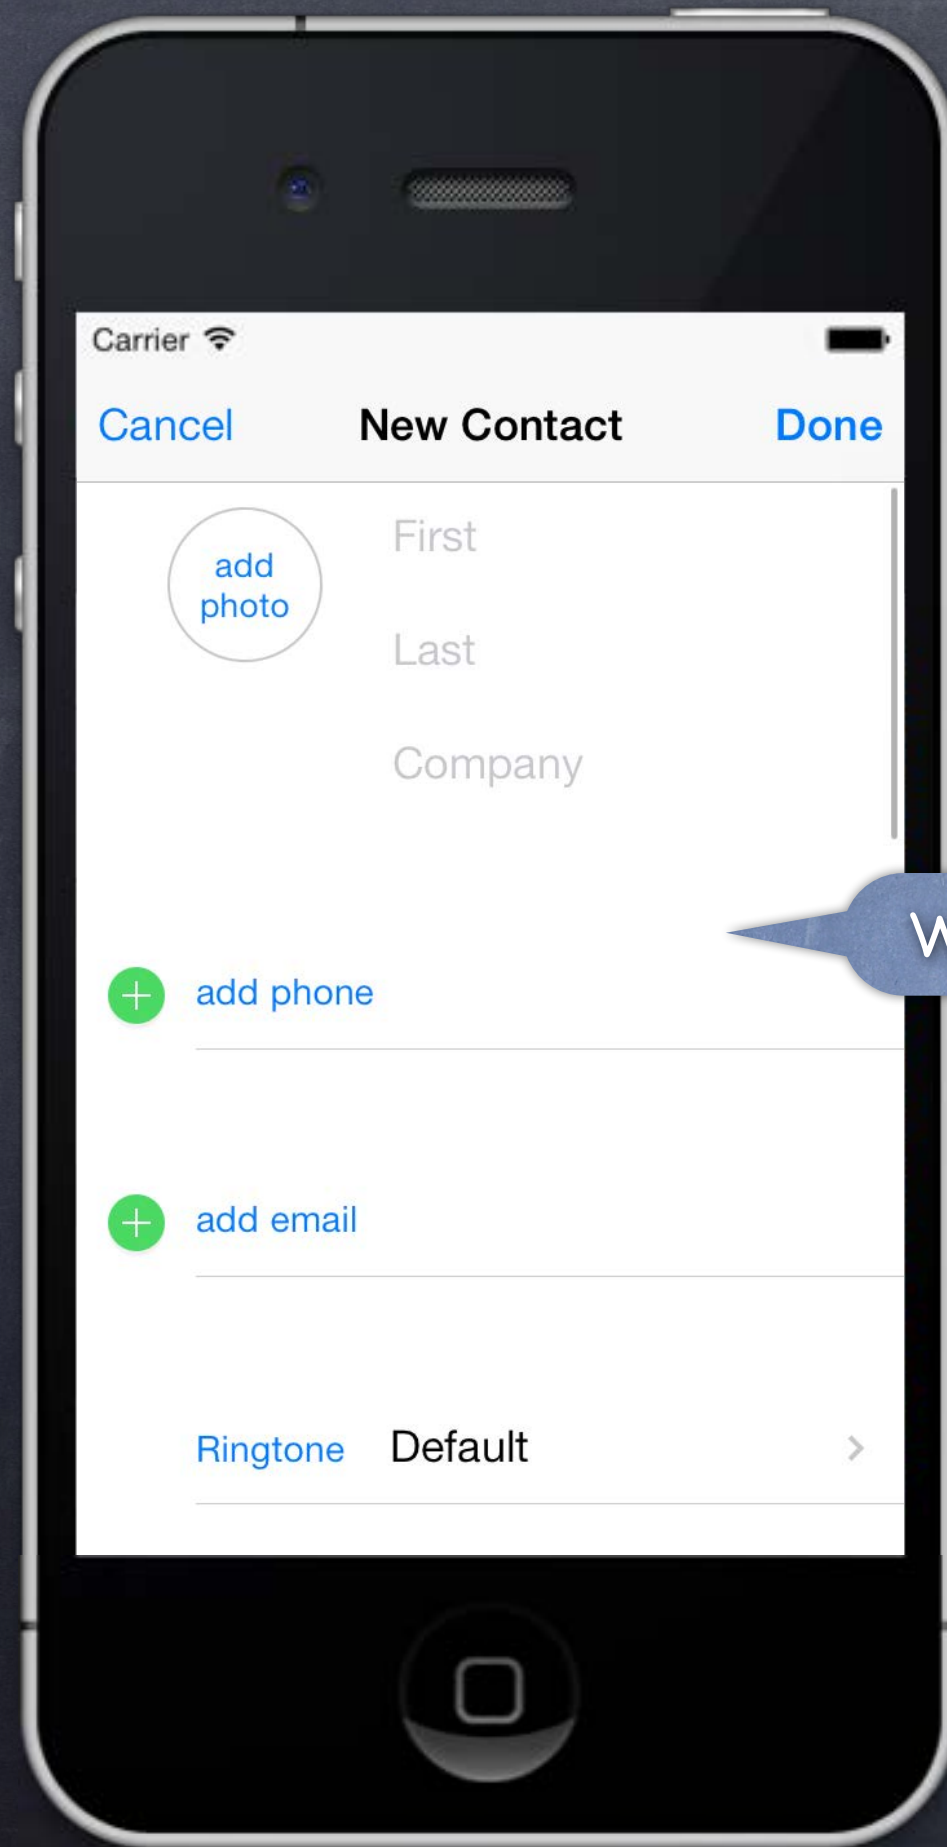 Carrier
Cancel New Contact Done
add
photo
First
Last
Company
add phone
add email
Ringtone Default